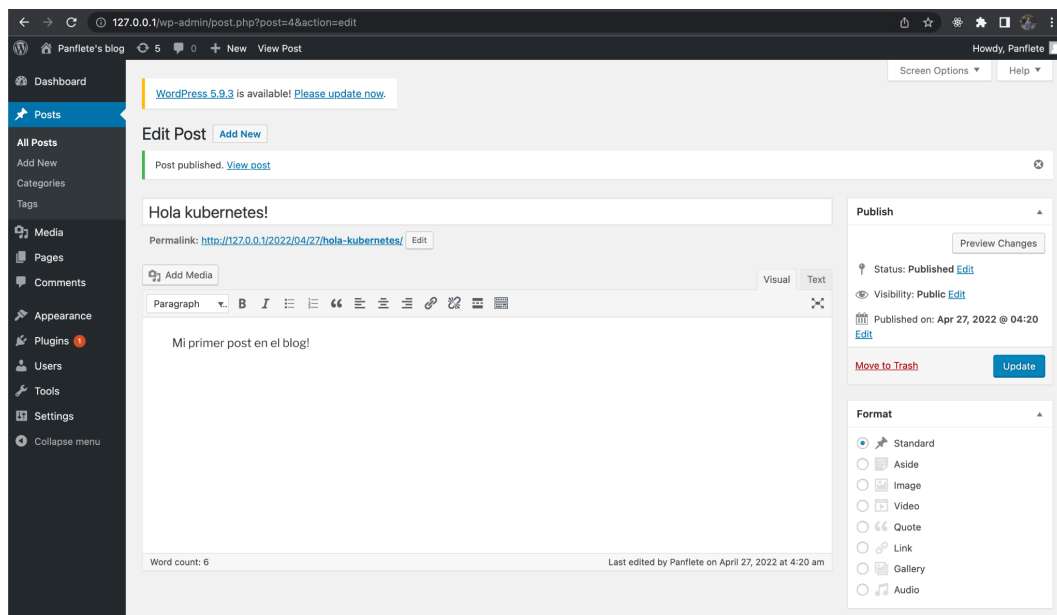 127.0.0.1/wp-admin/post.php?post=4&action=edit
Panflete's blog 5 0 + New View Post Howdy, Panflete
Screen Options Help
Dashboard
Posts
All Posts
Add New
Categories
Tags
Media
Pages
Comments
Appearance
Plugins 1
Users
Tools
Settings
Collapse menu
WordPress 5.9.3 is available! Please update now.
Edit Post Add New
Post published. View post
Hola kubernetes!
Permalink: http://127.0.0.1/2022/04/27/hola-kubernetes/ Edit
Add Media Visual Text
Paragraph B I
Mi primer post en el blog!
Word count: 6 Last edited by Panflete on April 27, 2022 at 4:20 am
Publish
Preview Changes
Status: Published Edit
Visibility: Public Edit
Published on: Apr 27, 2022 @ 04:20
Edit
Move to Trash Update
Format
Standard
Aside
Image
Video
Quote
Link
Gallery
Audio